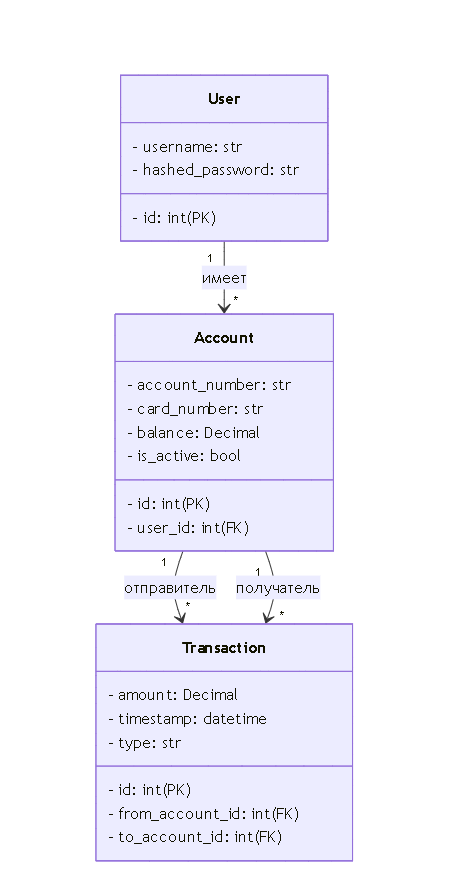 User
- username: str
- hashed_password: str
- id: int(PK)
1
имеет
*
Account
- account_number: str
- card_number: str
- balance: Decimal
- is_active: bool
- id: int(PK)
- user_id: int(FK)
1
1
отправитель
получатель
*
*
Transaction
- amount: Decimal
- timestamp: datetime
- type: str
- id: int(PK)
- from_account_id: int(FK)
- to_account_id: int(FK)